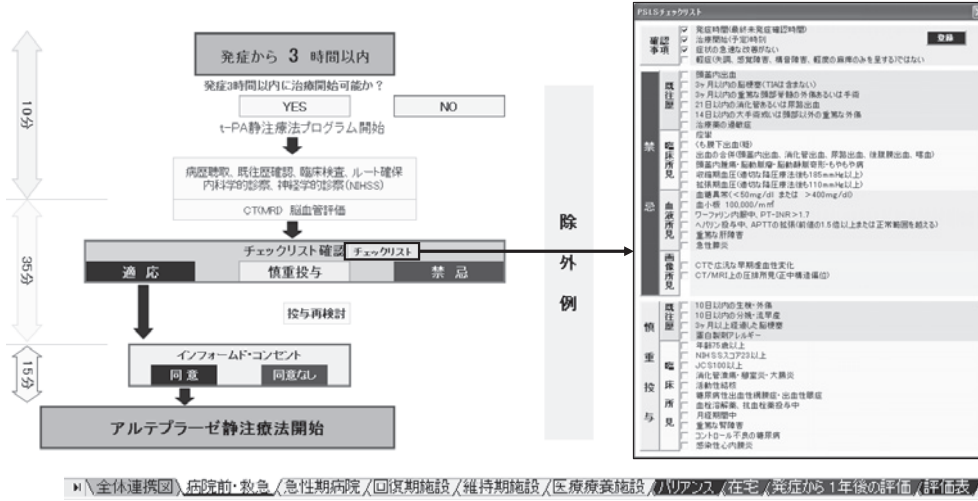 発症から 3 時間以内
発症3時間以内に治療開始可能か？
YES
NO
t-PA静注療法プログラム開始
病歴聴取、既往歴確認、臨床検査、ルート確保
内科学的診察、神経学的診察(NIHSS)
CT(MRI) 脳血管評価
チェックリスト確認
チェックリスト
適 応
慎重投与
禁 忌
投与再検討
インフォームド・コンセント
同 意
同意なし
アルテプラーゼ静注療法開始
10分
35分
15分
除外例
PSLSチェックリスト
登録
確認事項
発症時間(最終未発症確認時間)
治療開始(予定)時刻
症状の急速な改善がない
軽症(失調、感覚障害、構音障害、軽度の麻痺のみを呈する)ではない
禁忌
既往歴
頭蓋内出血
3ヶ月以内の脳梗塞(TIAは含まない)
3ヶ月以内の重篤な頭部脊髄の外傷あるいは手術
21日以内の消化管あるいは尿路出血
14日以内の大手術或いは頭部以外の重篤な外傷
治療薬の過敏症
臨床所見
痙攣
くも膜下出血(疑)
出血の合併(頭蓋内出血、消化管出血、尿路出血、後腹膜出血、喀血)
頭蓋内腫瘍・脳動脈瘤・脳動静脈奇形・もやもや病
収縮期血圧(適切な降圧療法後も185mmHg以上)
拡張期血圧(適切な降圧療法後も110mmHg以上)
血液所見
血糖異常(<50mg/dl または >400mg/dl)
血小板 100,000/m㎡
ワーファリン内服中、PT-INR>1.7
ヘパリン投与中、APTTの拡張(前値の1.5倍以上または正常範囲を超える)
重篤な肝障害
急性膵炎
画像所見
CTで広汎な早期虚血性変化
CT/MRI上の圧排所見(正中構造偏位)
慎重投与
既往歴
10日以内の生検・外傷
10日以内の分娩・流早産
3ヶ月以上経過した脳梗塞
蛋白製剤アレルギー
臨床所見
年齢75歳以上
NIHSSスコア23以上
JCS100以上
消化管潰瘍・憩室炎・大腸炎
活動性結核
糖尿病性出血性網膜症・出血性眼症
血栓溶解薬、抗血栓薬投与中
月経期間中
重篤な腎障害
コントロール不良の糖尿病
感染性心内膜炎
全体連携図 病院前・救急 急性期病院 回復期施設 維持期施設 医療療養施設 バリアンス 在宅 発症から1年後の評価 評価表